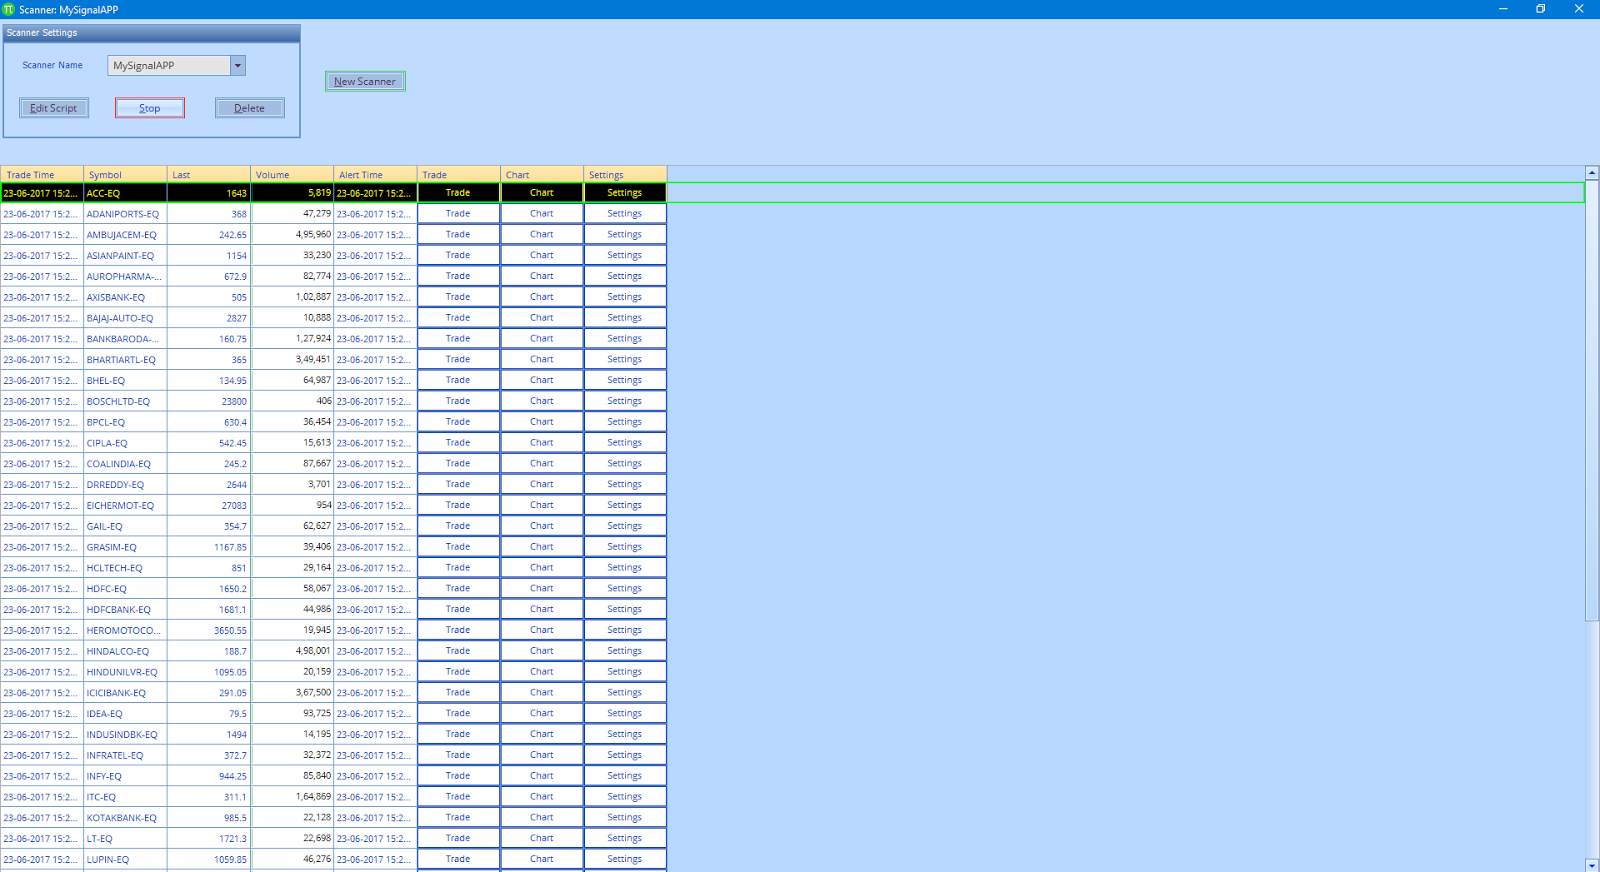 Scanner: MySignalAPP
Scanner Settings
Scanner Name MySignalAPP
New Scanner
Edit Script Stop Delete
Trade Time Symbol Last Volume Alert Time Trade Chart Settings
23-06-2017 15:2... ACC-EQ 1643 5,819 23-06-2017 15:2... Trade Chart Settings
23-06-2017 15:2... ADANIPORTS-EQ 368 47,279 23-06-2017 15:2... Trade Chart Settings
23-06-2017 15:2... AMBUJACEM-EQ 242.65 4,95,960 23-06-2017 15:2... Trade Chart Settings
23-06-2017 15:2... ASIANPAINT-EQ 1154 33,230 23-06-2017 15:2... Trade Chart Settings
23-06-2017 15:2... AUROPHARMA-... 672.9 82,774 23-06-2017 15:2... Trade Chart Settings
23-06-2017 15:2... AXISBANK-EQ 505 1,02,887 23-06-2017 15:2... Trade Chart Settings
23-06-2017 15:2... BAJAJ-AUTO-EQ 2827 10,888 23-06-2017 15:2... Trade Chart Settings
23-06-2017 15:2... BANKBARODA-... 160.75 1,27,924 23-06-2017 15:2... Trade Chart Settings
23-06-2017 15:2... BHARTIARTL-EQ 365 3,49,451 23-06-2017 15:2... Trade Chart Settings
23-06-2017 15:2... BHEL-EQ 134.95 64,987 23-06-2017 15:2... Trade Chart Settings
23-06-2017 15:2... BOSCHLTD-EQ 23800 406 23-06-2017 15:2... Trade Chart Settings
23-06-2017 15:2... BPCL-EQ 630.4 36,454 23-06-2017 15:2... Trade Chart Settings
23-06-2017 15:2... CIPLA-EQ 542.45 15,613 23-06-2017 15:2... Trade Chart Settings
23-06-2017 15:2... COALINDIA-EQ 245.2 87,667 23-06-2017 15:2... Trade Chart Settings
23-06-2017 15:2... DRREDDY-EQ 2644 3,701 23-06-2017 15:2... Trade Chart Settings
23-06-2017 15:2... EICHERMOT-EQ 27083 954 23-06-2017 15:2... Trade Chart Settings
23-06-2017 15:2... GAIL-EQ 354.7 62,627 23-06-2017 15:2... Trade Chart Settings
23-06-2017 15:2... GRASIM-EQ 1167.85 39,406 23-06-2017 15:2... Trade Chart Settings
23-06-2017 15:2... HCLTECH-EQ 851 29,164 23-06-2017 15:2... Trade Chart Settings
23-06-2017 15:2... HDFC-EQ 1650.2 58,067 23-06-2017 15:2... Trade Chart Settings
23-06-2017 15:2... HDFCBANK-EQ 1681.1 44,986 23-06-2017 15:2... Trade Chart Settings
23-06-2017 15:2... HEROMOTOCO... 3650.55 19,945 23-06-2017 15:2... Trade Chart Settings
23-06-2017 15:2... HINDALCO-EQ 188.7 4,98,001 23-06-2017 15:2... Trade Chart Settings
23-06-2017 15:2... HINDUNILVR-EQ 1095.05 20,159 23-06-2017 15:2... Trade Chart Settings
23-06-2017 15:2... ICICIBANK-EQ 291.05 3,67,500 23-06-2017 15:2... Trade Chart Settings
23-06-2017 15:2... IDEA-EQ 79.5 93,725 23-06-2017 15:2... Trade Chart Settings
23-06-2017 15:2... INDUSINDBK-EQ 1494 14,195 23-06-2017 15:2... Trade Chart Settings
23-06-2017 15:2... INFRATEL-EQ 372.7 32,372 23-06-2017 15:2... Trade Chart Settings
23-06-2017 15:2... INFY-EQ 944.25 85,840 23-06-2017 15:2... Trade Chart Settings
23-06-2017 15:2... ITC-EQ 311.1 1,64,869 23-06-2017 15:2... Trade Chart Settings
23-06-2017 15:2... KOTAKBANK-EQ 985.5 22,128 23-06-2017 15:2... Trade Chart Settings
23-06-2017 15:2... LT-EQ 1721.3 22,698 23-06-2017 15:2... Trade Chart Settings
23-06-2017 15:2... LUPIN-EQ 1059.85 46,276 23-06-2017 15:2... Trade Chart Settings